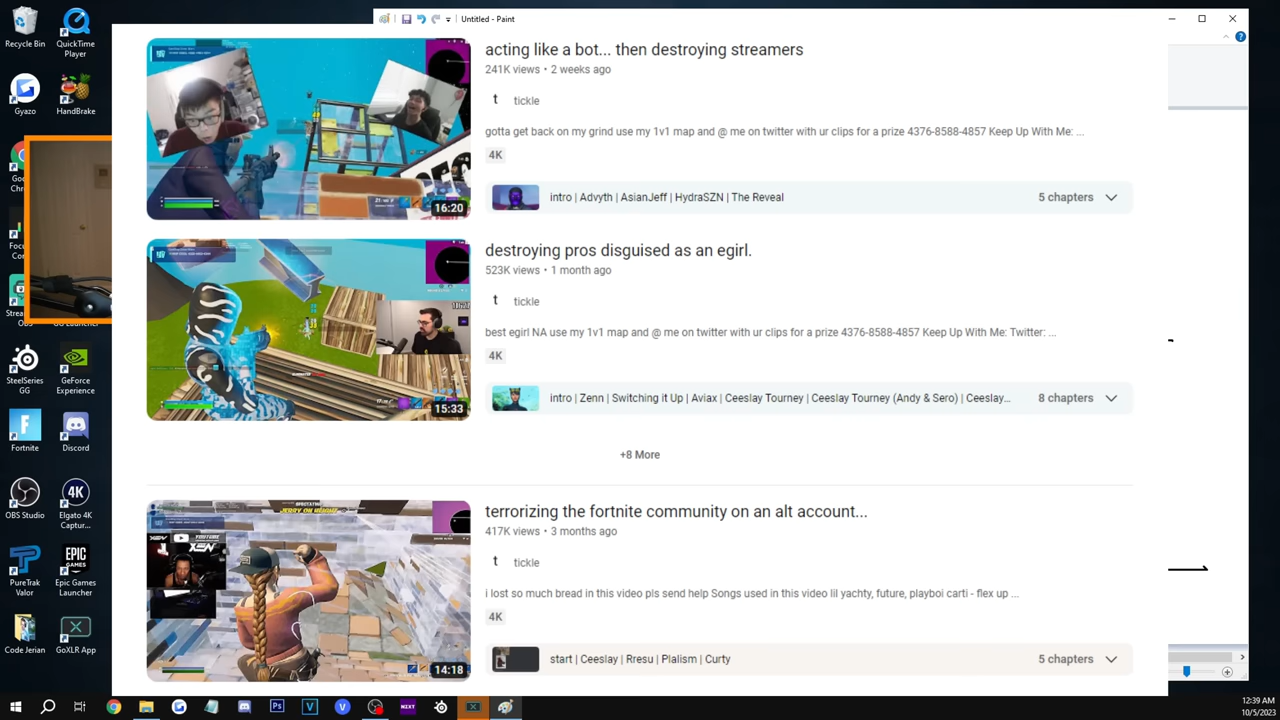 Untitled - Paint
Recycle Bin
QuickTime Player
Gyazo
HandBrake
SteelSeries GG
GeForce Experience
Fortnite
Discord
OBS Studio
Elgato 4K Captur...
PureTrak Valor
Epic Games Launcher
Code Jerian
GoXLR App
acting like a bot... then destroying streamers
241K views • 2 weeks ago
t tickle
gotta get back on my grind use my 1v1 map and @ me on twitter with ur clips for a prize 4376-8588-4857 Keep Up With Me: ...
4K
16:20
intro | Advyth | AsianJeff | HydraSZN | The Reveal
5 chapters
destroying pros disguised as an egirl.
523K views • 1 month ago
t tickle
best egirl NA use my 1v1 map and @ me on twitter with ur clips for a prize 4376-8588-4857 Keep Up With Me: Twitter: ...
4K
15:33
intro | Zenn | Switching it Up | Aviax | Ceeslay Tourney | Ceeslay Tourney (Andy & Sero) | Ceeslay...
8 chapters
+8 More
terrorizing the fortnite community on an alt account...
417K views • 3 months ago
t tickle
i lost so much bread in this video pls send help Songs used in this video lil yachty, future, playboi carti - flex up ...
4K
14:18
start | Ceeslay | Rresu | Plalism | Curty
5 chapters
12:39 AM
10/5/2023